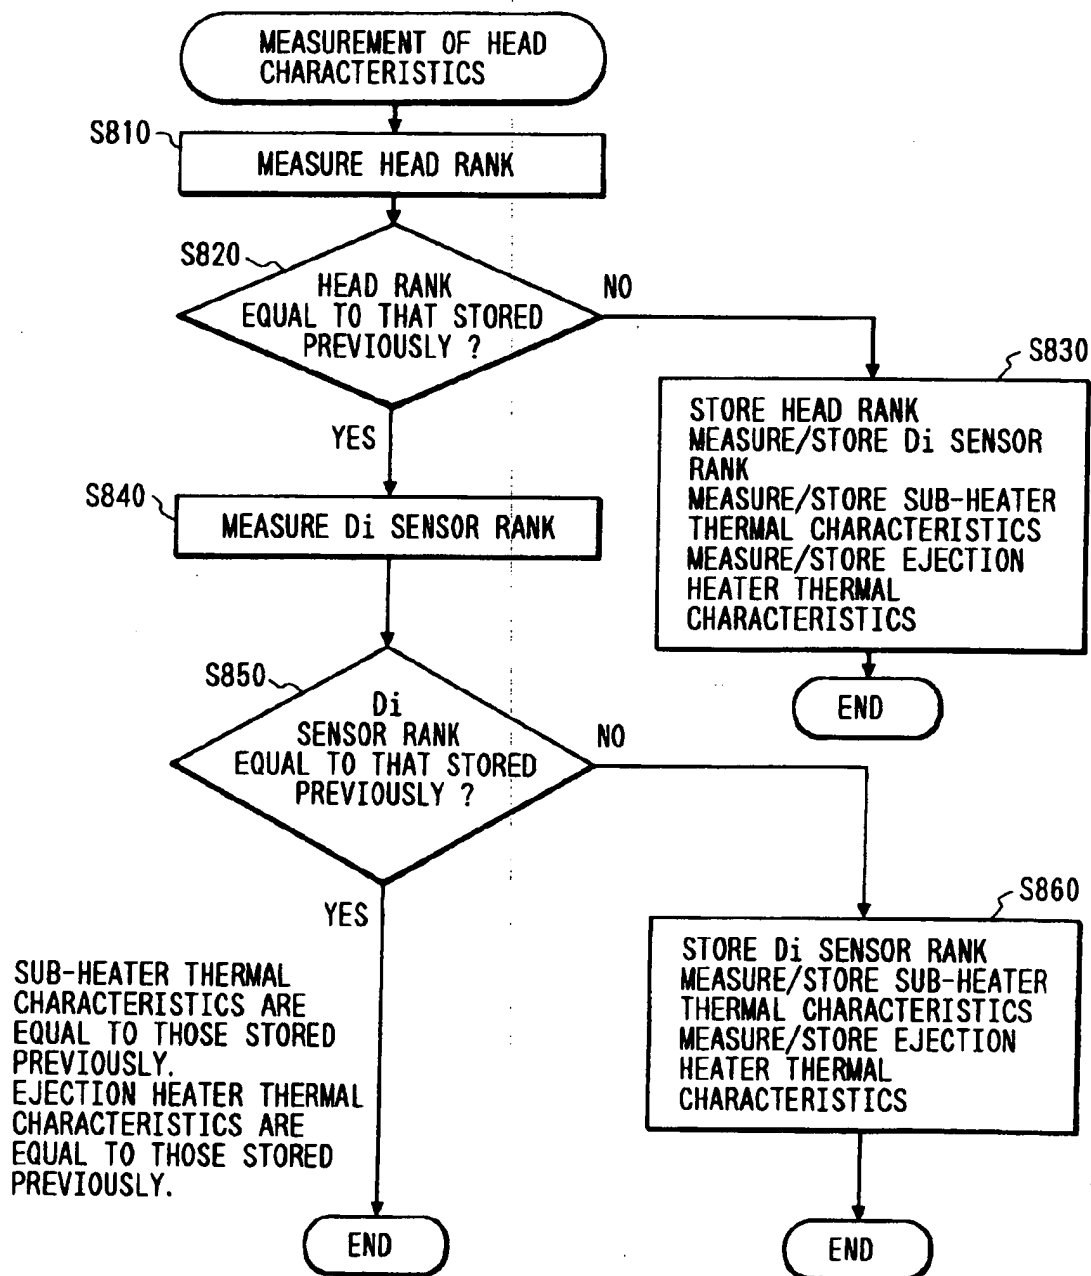 MEASUREMENT OF HEAD
CHARACTERISTICS
S810
MEASURE HEAD RANK
S820
HEAD RANK
EQUAL TO THAT STORED
PREVIOUSLY ?
NO
YES
S830
STORE HEAD RANK
MEASURE/STORE Di SENSOR
RANK
MEASURE/STORE SUB-HEATER
THERMAL CHARACTERISTICS
MEASURE/STORE EJECTION
HEATER THERMAL
CHARACTERISTICS
END
S840
MEASURE Di SENSOR RANK
S850
Di
SENSOR RANK
EQUAL TO THAT STORED
PREVIOUSLY ?
NO
YES
S860
STORE Di SENSOR RANK
MEASURE/STORE SUB-HEATER
THERMAL CHARACTERISTICS
MEASURE/STORE EJECTION
HEATER THERMAL
CHARACTERISTICS
END
SUB-HEATER THERMAL
CHARACTERISTICS ARE
EQUAL TO THOSE STORED
PREVIOUSLY.
EJECTION HEATER THERMAL
CHARACTERISTICS ARE
EQUAL TO THOSE STORED
PREVIOUSLY.
END